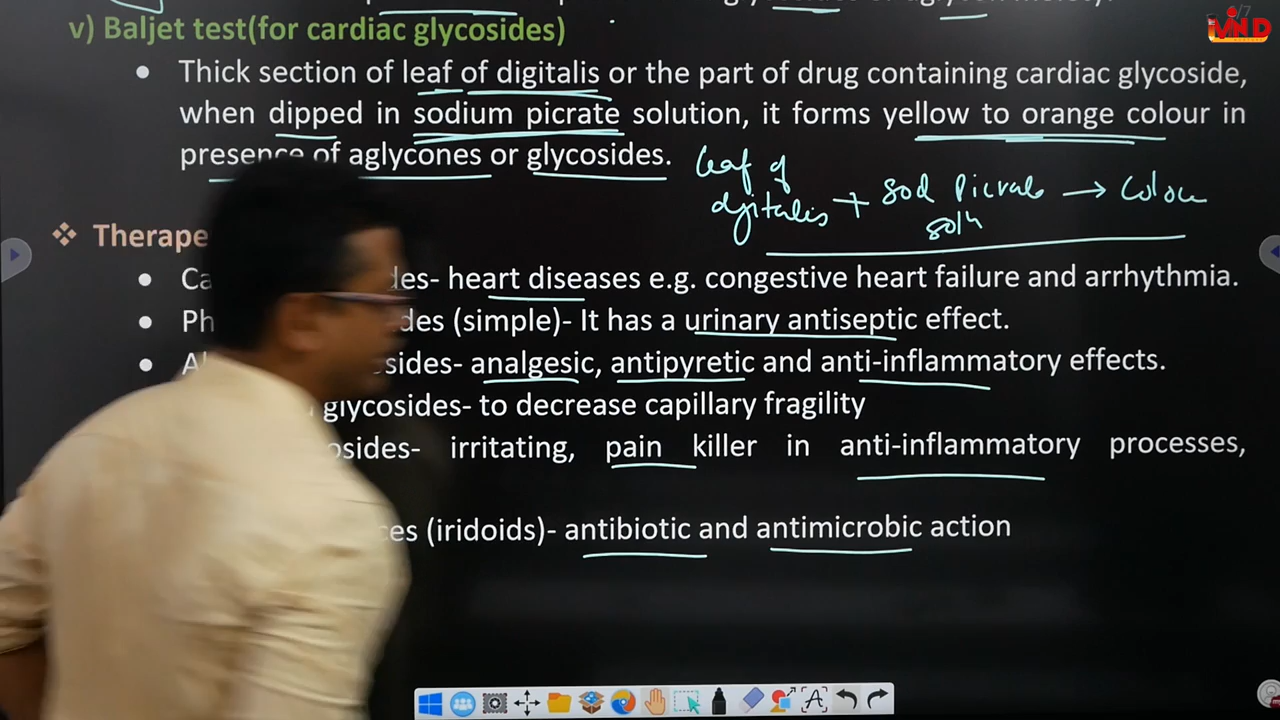 v) Baljet test(for cardiac glycosides)
• Thick section of leaf of digitalis or the part of drug containing cardiac glycoside,
when dipped in sodium picrate solution, it forms yellow to orange colour in
presence of aglycones or glycosides.
leaf of
digitalis + sod Picrate → Colour
soln
❖ Therape
• Ca des- heart diseases e.g. congestive heart failure and arrhythmia.
• Ph des (simple)- It has a urinary antiseptic effect.
• Al sides- analgesic, antipyretic and anti-inflammatory effects.
glycosides- to decrease capillary fragility
osides- irritating, pain killer in anti-inflammatory processes,
ces (iridoids)- antibiotic and antimicrobic action